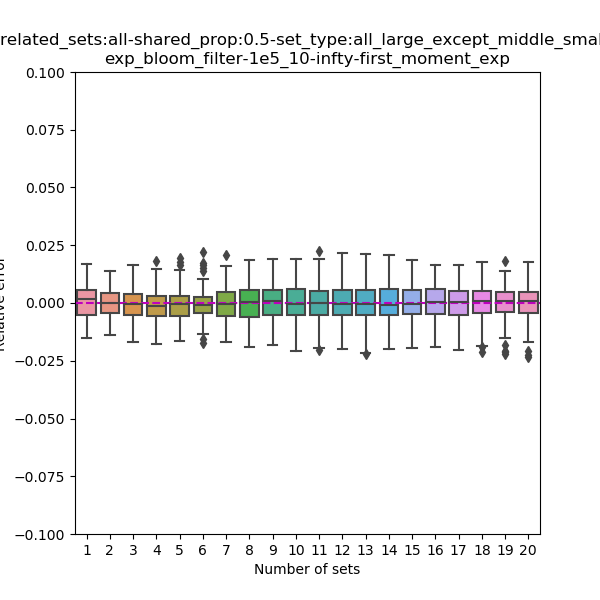 related_sets:all-shared_prop:0.5-set_type:all_large_except_middle_smal
exp_bloom_filter-1e5_10-infty-first_moment_exp
0.100
0.075
0.050
0.025
0.000
−0.025
−0.050
−0.075
−0.100
Relative error
1 2 3 4 5 6 7 8 9 10 11 12 13 14 15 16 17 18 19 20
Number of sets